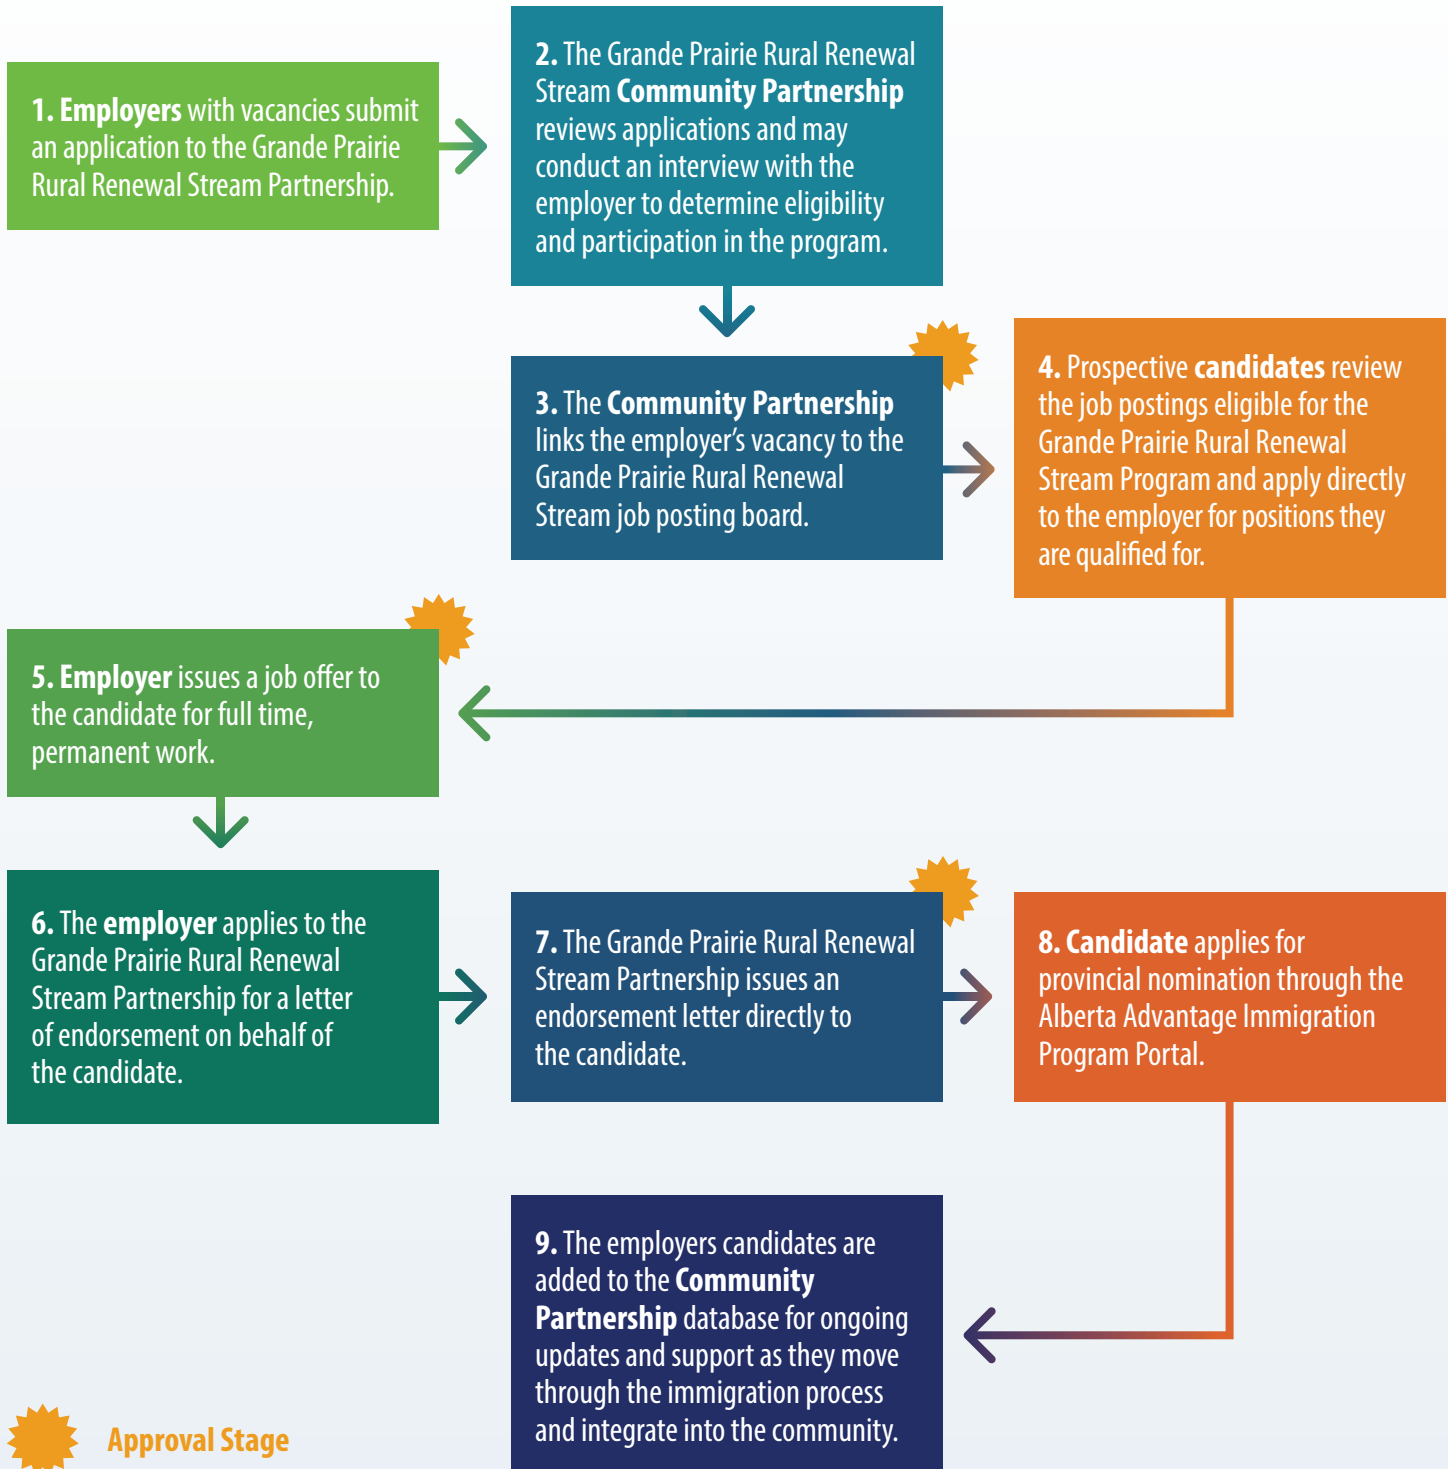 1. Employers with vacancies submit
an application to the Grande Prairie
Rural Renewal Stream Partnership.
2. The Grande Prairie Rural Renewal
Stream Community Partnership
reviews applications and may
conduct an interview with the
employer to determine eligibility
and participation in the program.
3. The Community Partnership
links the employer’s vacancy to the
Grande Prairie Rural Renewal
Stream job posting board.
4. Prospective candidates review
the job postings eligible for the
Grande Prairie Rural Renewal
Stream Program and apply directly
to the employer for positions they
are qualified for.
5. Employer issues a job offer to
the candidate for full time,
permanent work.
6. The employer applies to the
Grande Prairie Rural Renewal
Stream Partnership for a letter
of endorsement on behalf of
the candidate.
7. The Grande Prairie Rural Renewal
Stream Partnership issues an
endorsement letter directly to
the candidate.
8. Candidate applies for
provincial nomination through the
Alberta Advantage Immigration
Program Portal.
9. The employers candidates are
added to the Community
Partnership database for ongoing
updates and support as they move
through the immigration process
and integrate into the community.
Approval Stage